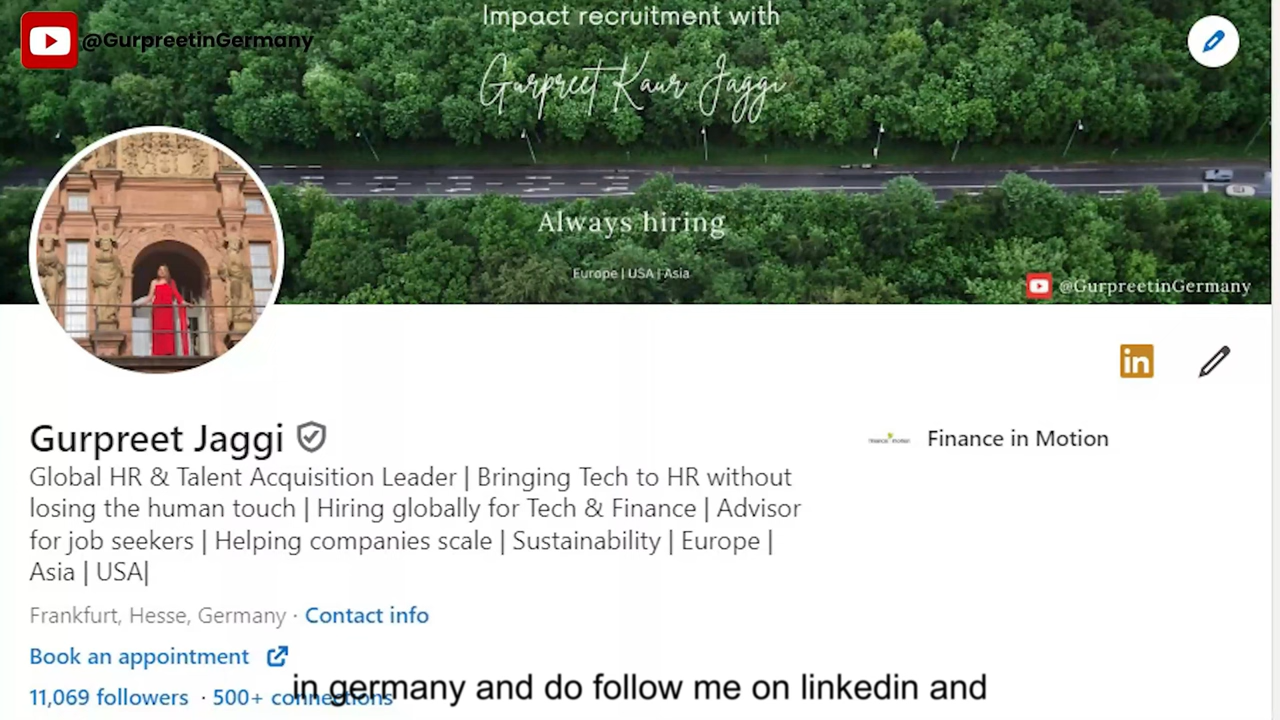 Impact recruitment with
@GurpreetinGermany
Gurpreet Kaur Jaggi
Always hiring
Europe | USA | Asia
@GurpreetinGermany
in
Gurpreet Jaggi
Finance in Motion
Global HR & Talent Acquisition Leader | Bringing Tech to HR without
losing the human touch | Hiring globally for Tech & Finance | Advisor
for job seekers | Helping companies scale | Sustainability | Europe |
Asia | USA|
Frankfurt, Hesse, Germany · Contact info
Book an appointment
11,069 followers · 500+ connections
in germany and do follow me on linkedin and